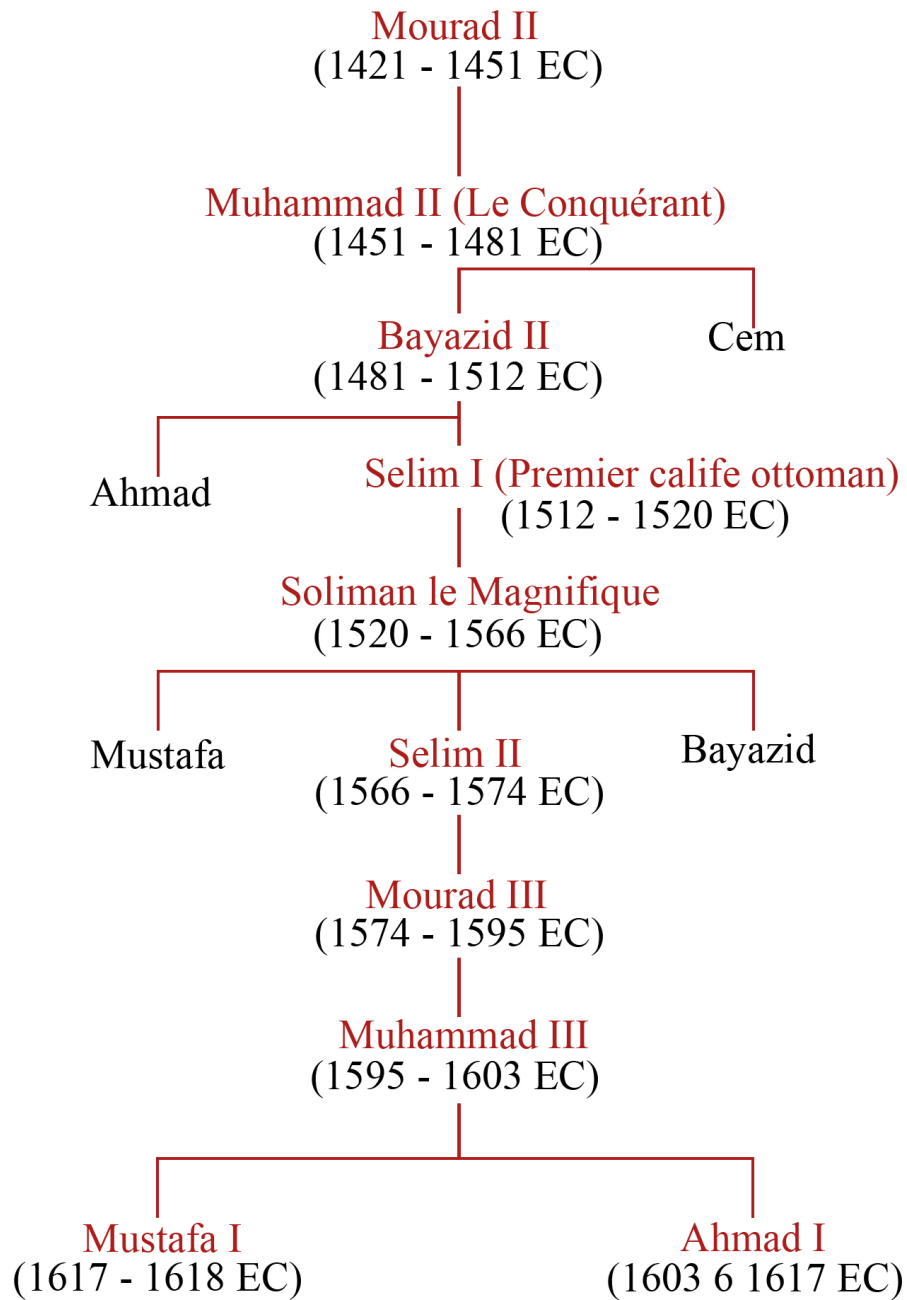 Mourad II
(1421 - 1451 EC)
Muhammad II (Le Conquérant)
(1451 - 1481 EC)
Bayazid II
(1481 - 1512 EC)
Cem
Ahmad
Selim I (Premier calife ottoman)
(1512 - 1520 EC)
Soliman le Magnifique
(1520 - 1566 EC)
Mustafa
Selim II
(1566 - 1574 EC)
Bayazid
Mourad III
(1574 - 1595 EC)
Muhammad III
(1595 - 1603 EC)
Mustafa I
(1617 - 1618 EC)
Ahmad I
(1603 6 1617 EC)